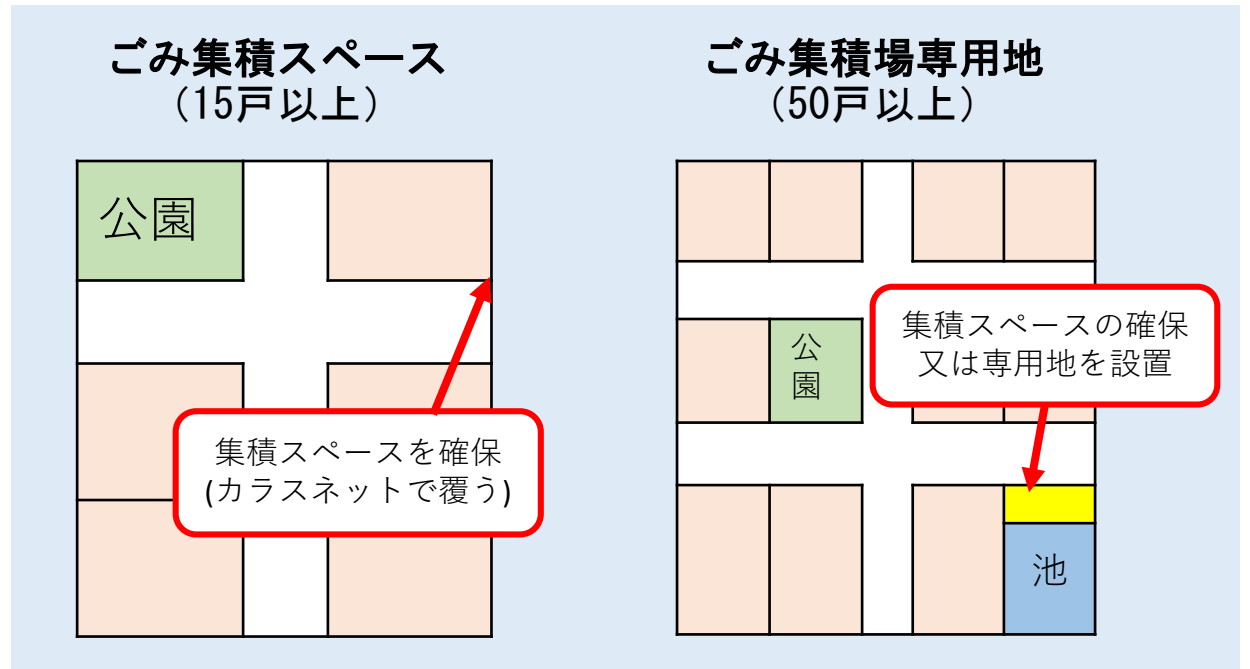 ごみ集積スペース
（15戸以上）
公園
集積スペースを確保
(カラスネットで覆う)
ごみ集積場専用地
（50戸以上）
公
園
集積スペースの確保
又は専用地を設置
池